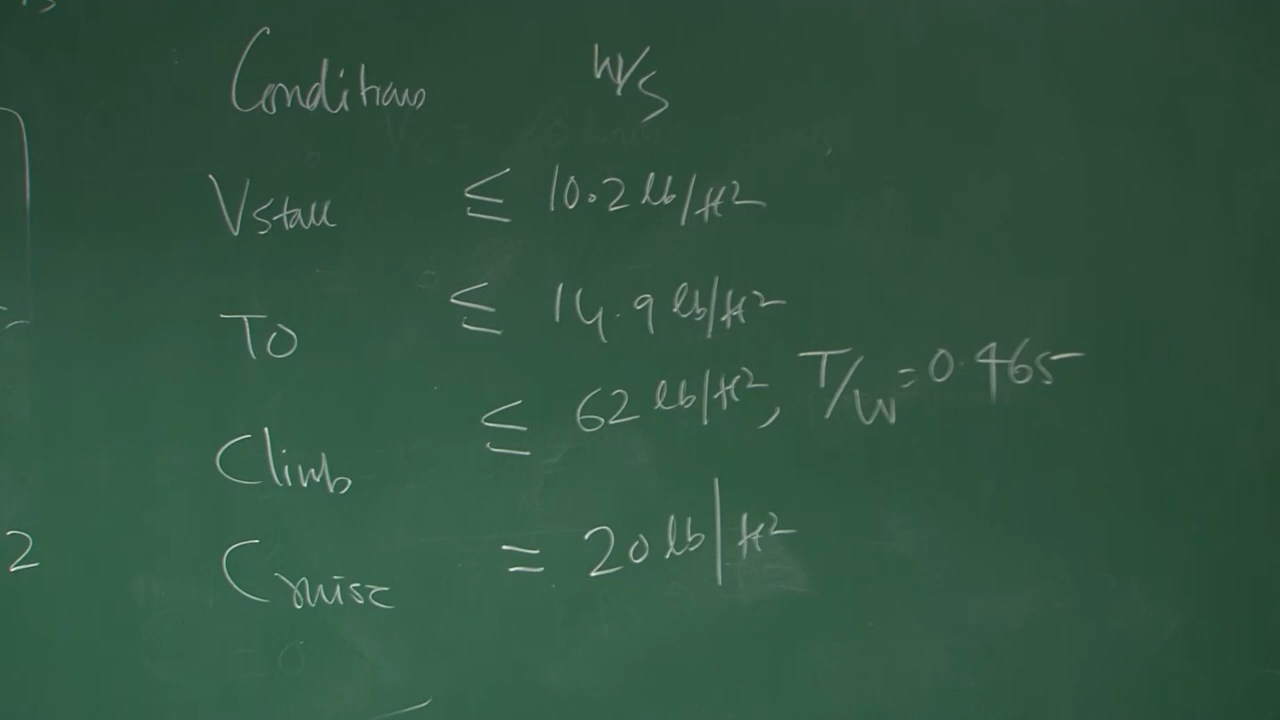 Conditions W/S
Vstall ≤ 10.2 lb/ft²
TO ≤ 14.9 lb/ft²
Climb ≤ 62 lb/ft², T/W = 0.465
Cruise = 20 lb/ft²
2